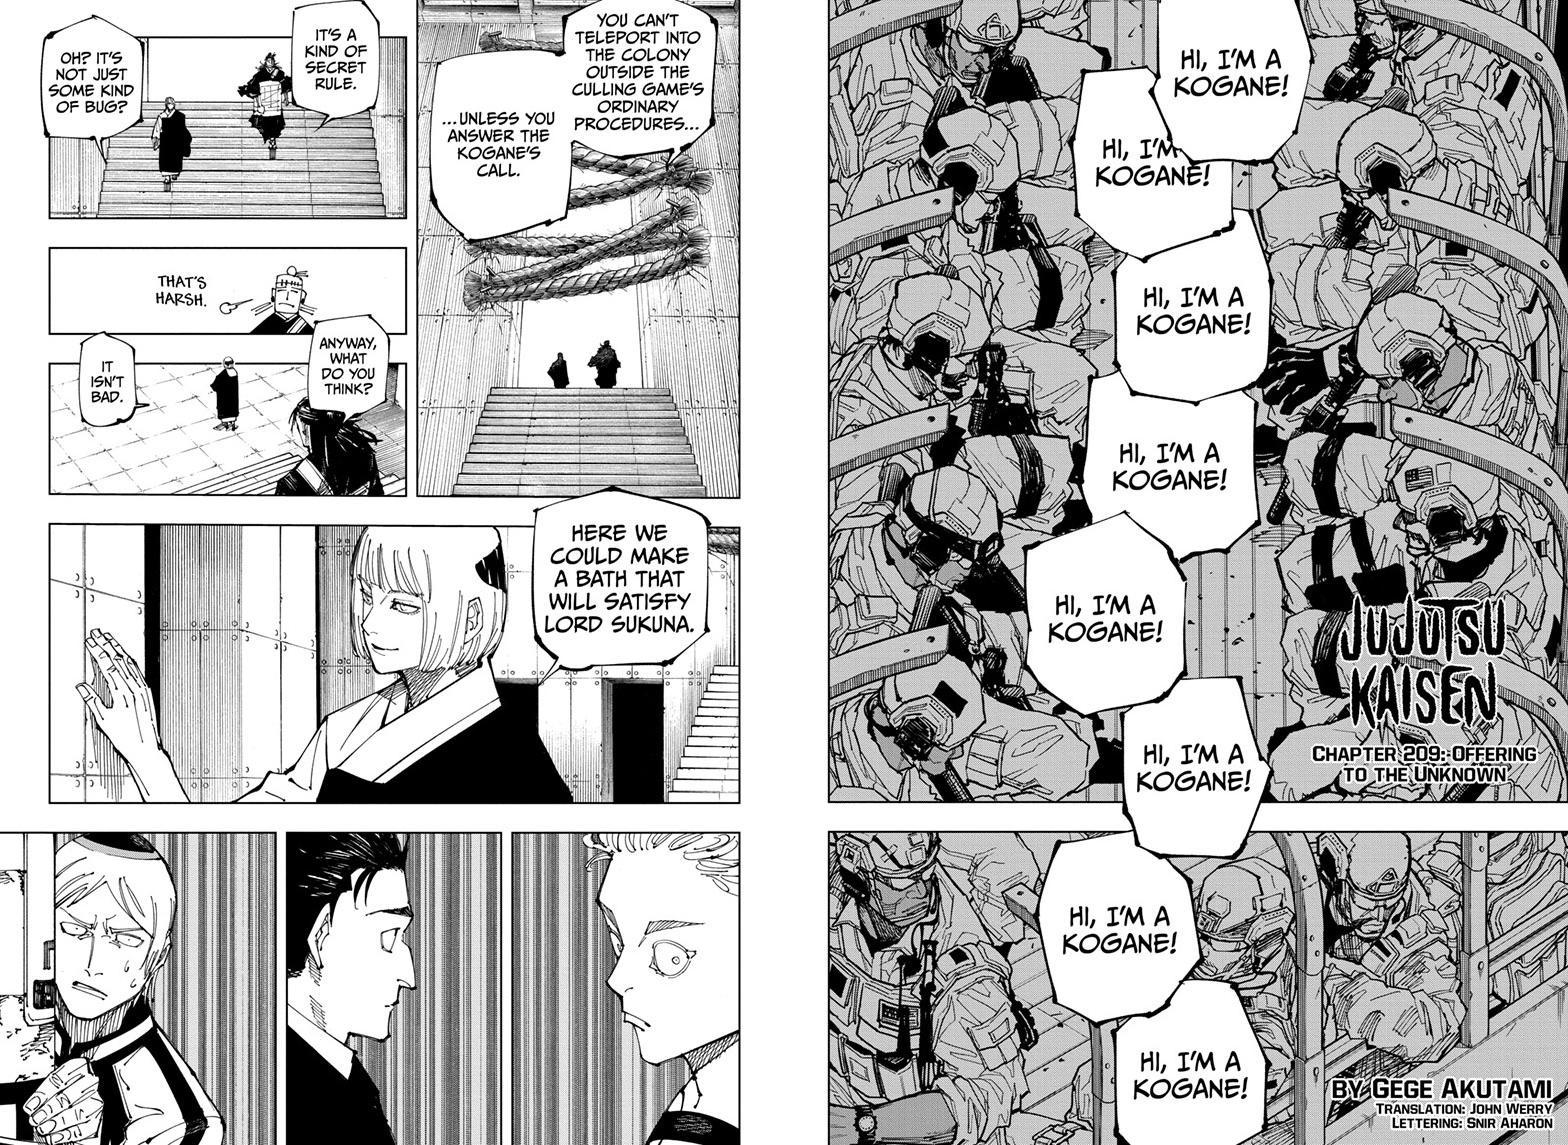 HI, I'M A
KOGANE!
HI, I'M
KOGANE!
HI, I'M A
KOGANE!
HI, I'M A
KOGANE!
HI, I'M A
KOGANE!
HI, I'M A
KOGANE!
HI, I'M A
KOGANE!
HI, I'M A
KOGANE!
JUJUTSU
KAISEN
CHAPTER 209: OFFERING
TO THE UNKNOWN
BY GEGE AKUTAMI
TRANSLATION: JOHN WERRY
LETTERING: SNIR AHARON
YOU CAN'T
TELEPORT INTO
THE COLONY
OUTSIDE THE
CULLING GAME'S
ORDINARY
PROCEDURES...
...UNLESS YOU
ANSWER THE
KOGANE'S
CALL.
IT'S A
KIND OF
SECRET
RULE.
OH? IT'S
NOT JUST
SOME KIND
OF BUG?
THAT'S
HARSH.
ANYWAY,
WHAT
DO YOU
THINK?
IT
ISN'T
BAD.
HERE WE
COULD MAKE
A BATH THAT
WILL SATISFY
LORD SUKUNA.